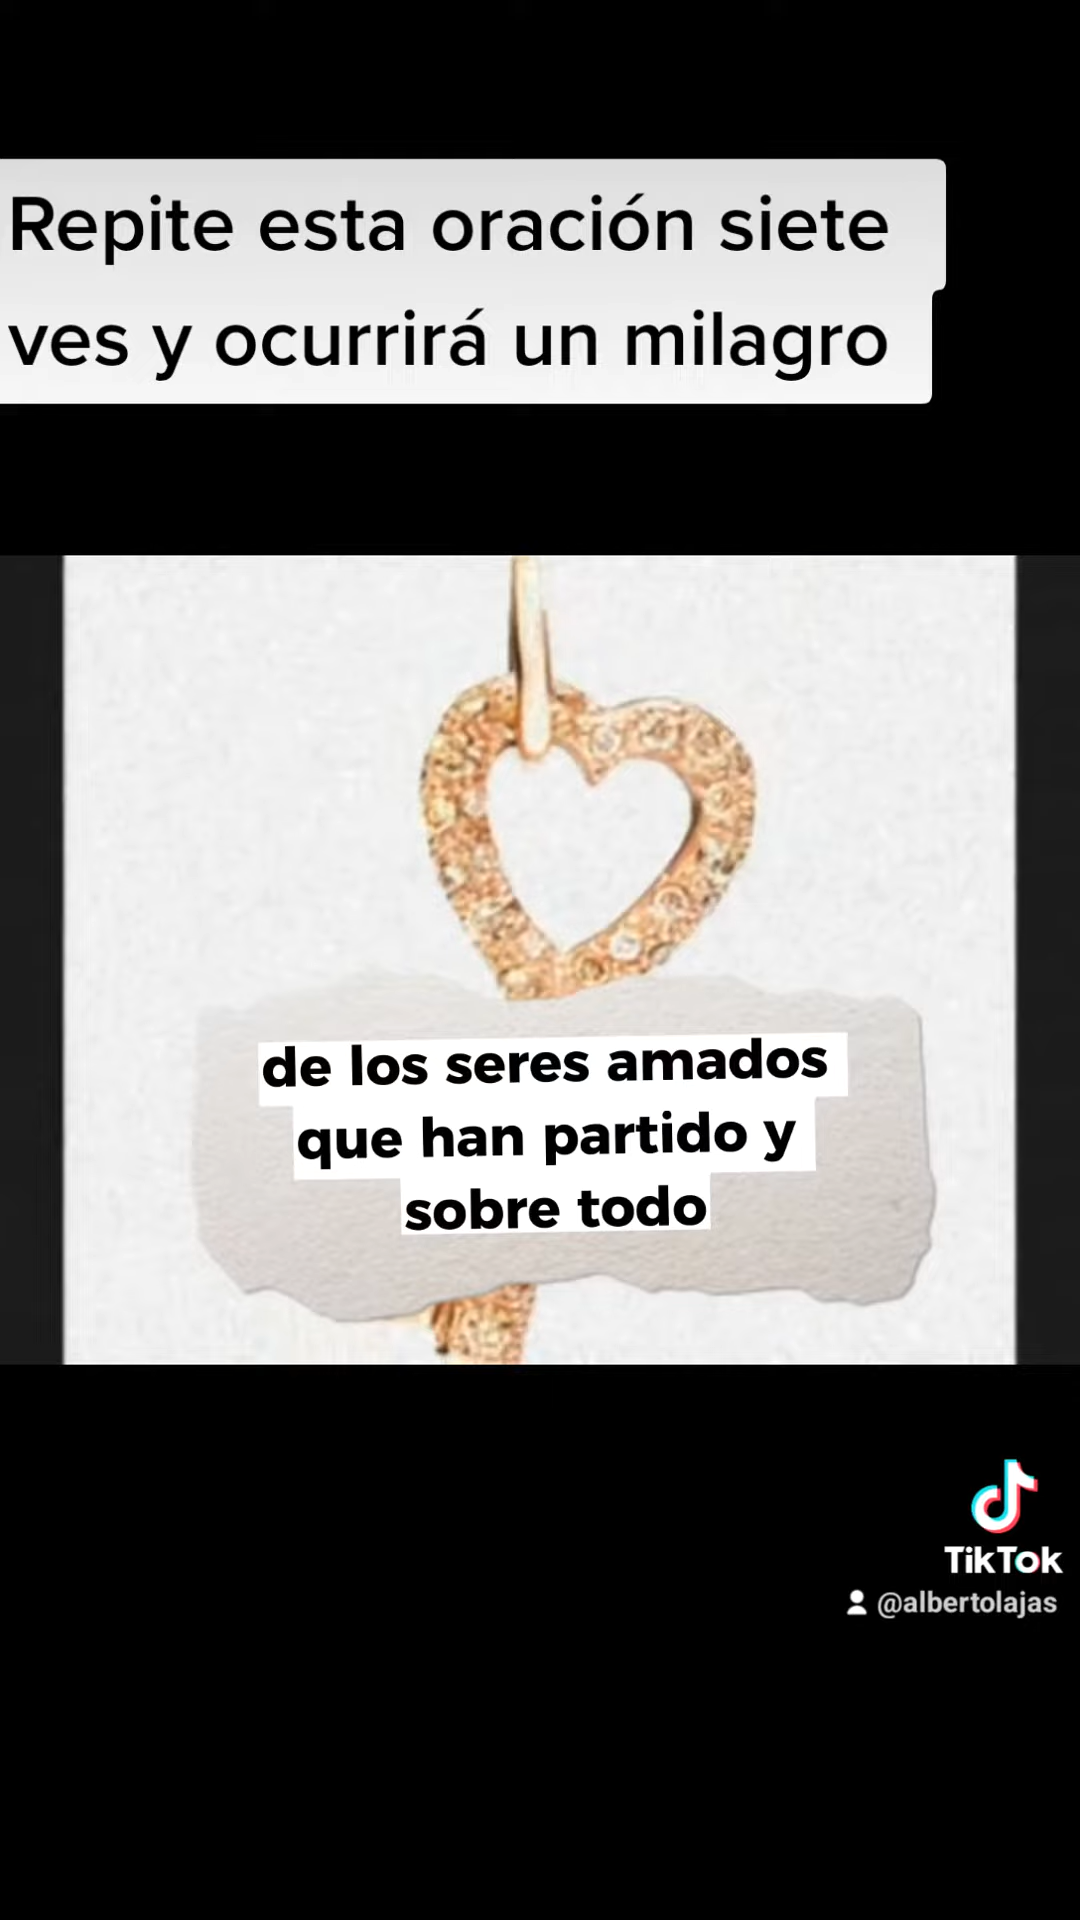 Repite esta oración siete
ves y ocurrirá un milagro
de los seres amados
que han partido y
sobre todo
TikTok
@albertolajas